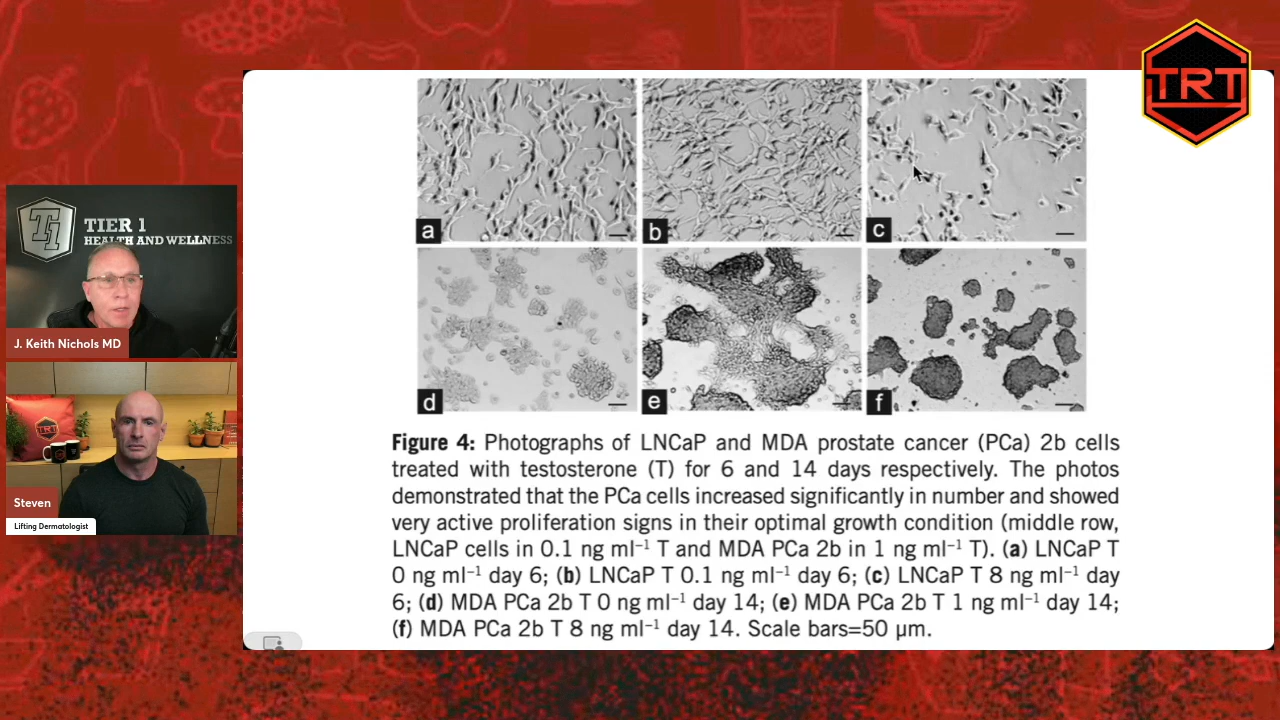 TRT
TIER 1
HEALTH AND WELLNESS
J. Keith Nichols MD
Steven
Lifting Dermatologist
a
b
c
d
e
f
Figure 4: Photographs of LNCaP and MDA prostate cancer (PCa) 2b cells
treated with testosterone (T) for 6 and 14 days respectively. The photos
demonstrated that the PCa cells increased significantly in number and showed
very active proliferation signs in their optimal growth condition (middle row,
LNCaP cells in 0.1 ng ml⁻¹ T and MDA PCa 2b in 1 ng ml⁻¹ T). (a) LNCaP T
0 ng ml⁻¹ day 6; (b) LNCaP T 0.1 ng ml⁻¹ day 6; (c) LNCaP T 8 ng ml⁻¹ day
6; (d) MDA PCa 2b T 0 ng ml⁻¹ day 14; (e) MDA PCa 2b T 1 ng ml⁻¹ day 14;
(f) MDA PCa 2b T 8 ng ml⁻¹ day 14. Scale bars=50 µm.